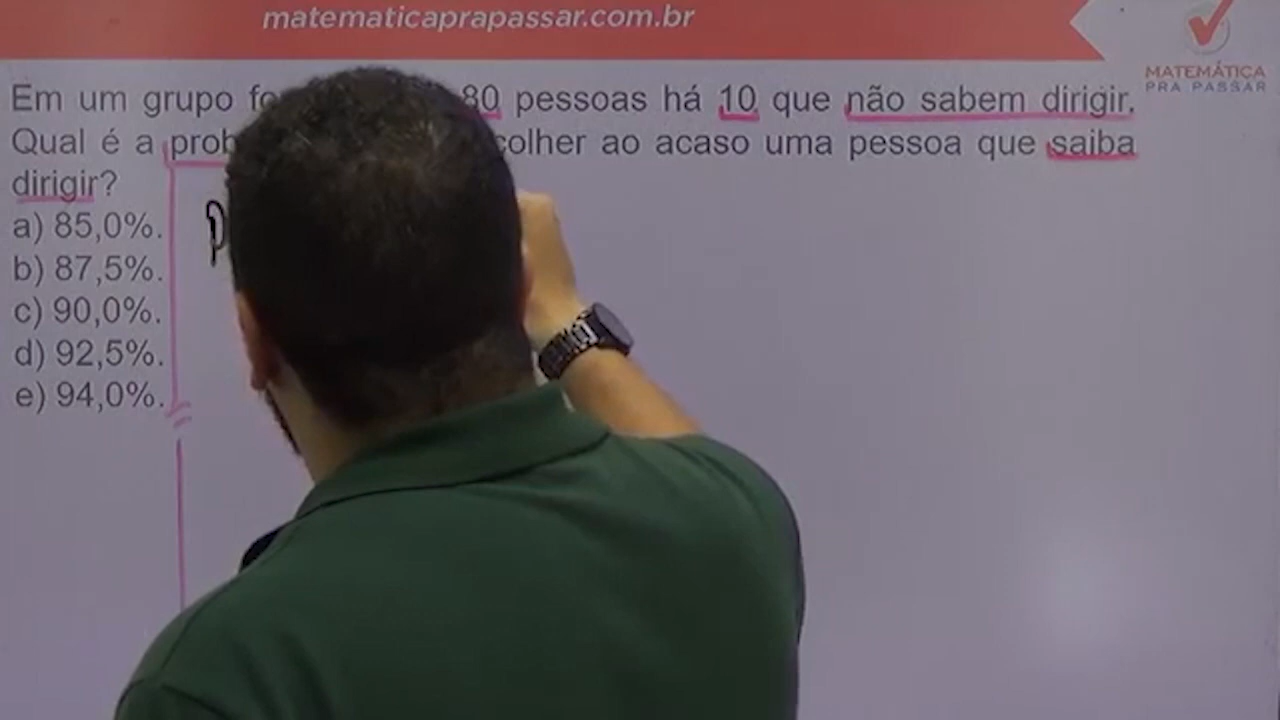 matematicaprapassar.com.br
MATEMÁTICA
PRA PASSAR
Em um grupo 80 pessoas há 10 que não sabem dirigir.
Qual é a ao acaso uma pessoa que saiba
dirigir?
a) 85,0%.
b) 87,5%.
c) 90,0%.
d) 92,5%.
e) 94,0%.